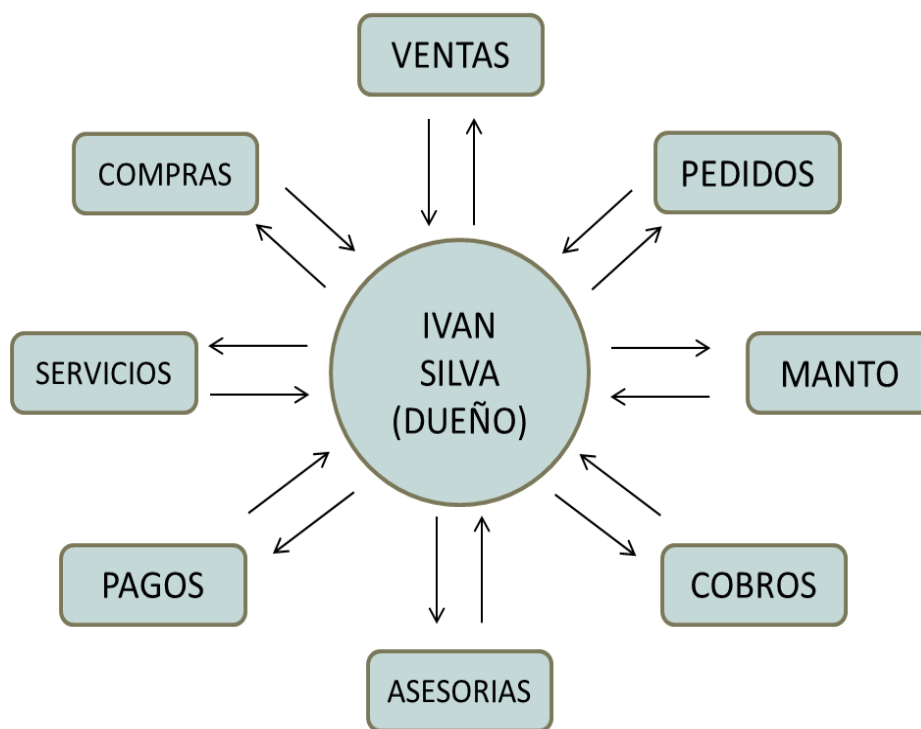 VENTAS
COMPRAS
PEDIDOS
IVAN
SILVA
(DUEÑO)
SERVICIOS
MANTO
PAGOS
COBROS
ASESORIAS